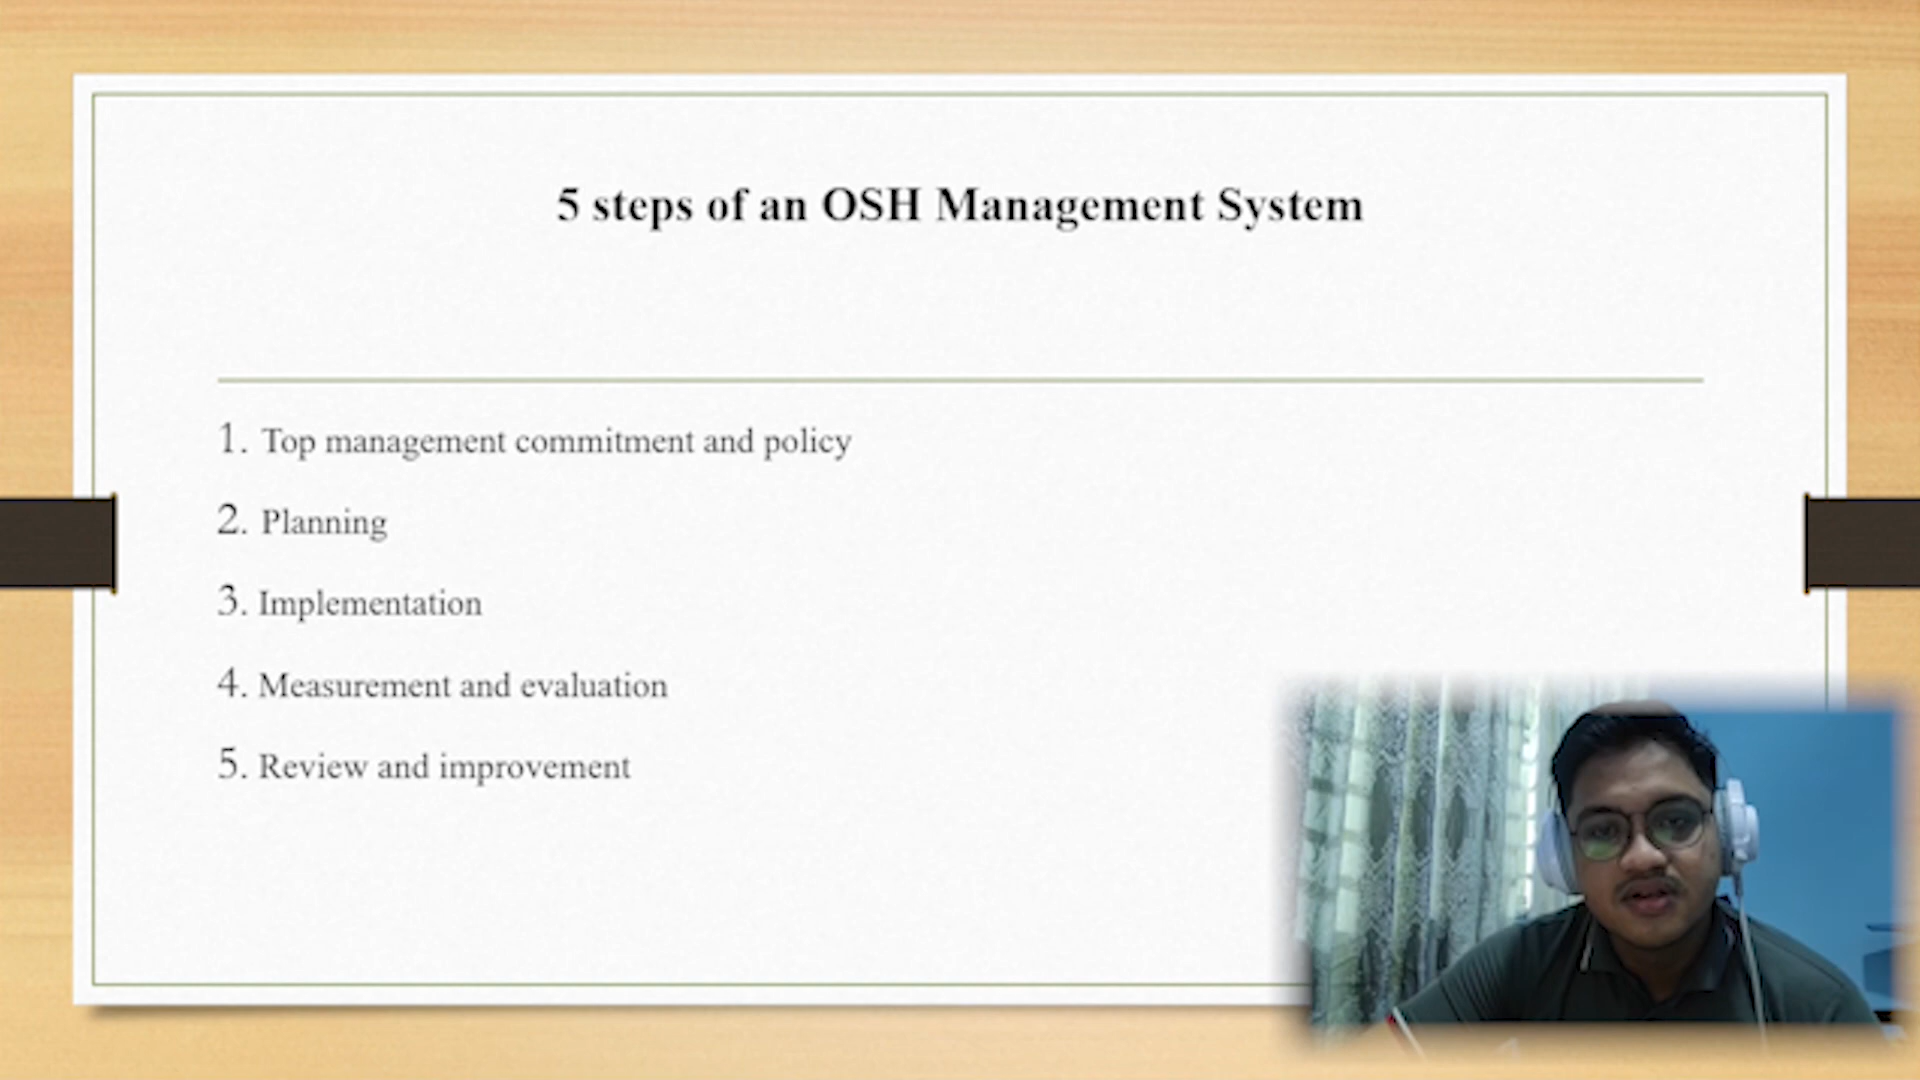 5 steps of an OSH Management System
1. Top management commitment and policy
2. Planning
3. Implementation
4. Measurement and evaluation
5. Review and improvement